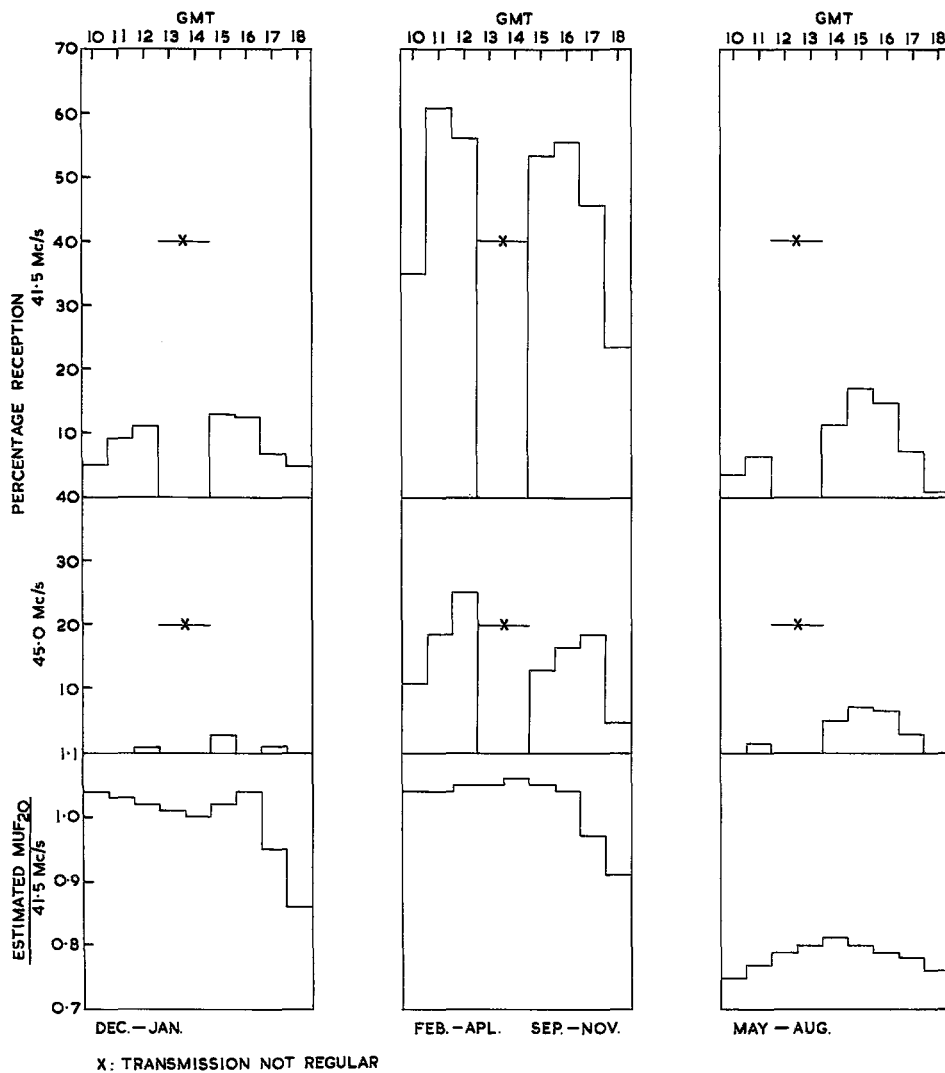 GMT
10 11 12 13 14 15 16 17 18
GMT
10 11 12 13 14 15 16 17 18
GMT
10 11 12 13 14 15 16 17 18
PERCENTAGE RECEPTION
41·5 Mc/s
70
60
50
40
30
20
10
X
X
X
45·0 Mc/s
40
30
20
10
X
X
X
ESTIMATED MUF20
41·5 Mc/s
1·1
1·0
0·9
0·8
0·7
DEC.—JAN.
FEB.—APL. SEP.—NOV.
MAY — AUG.
X: TRANSMISSION NOT REGULAR